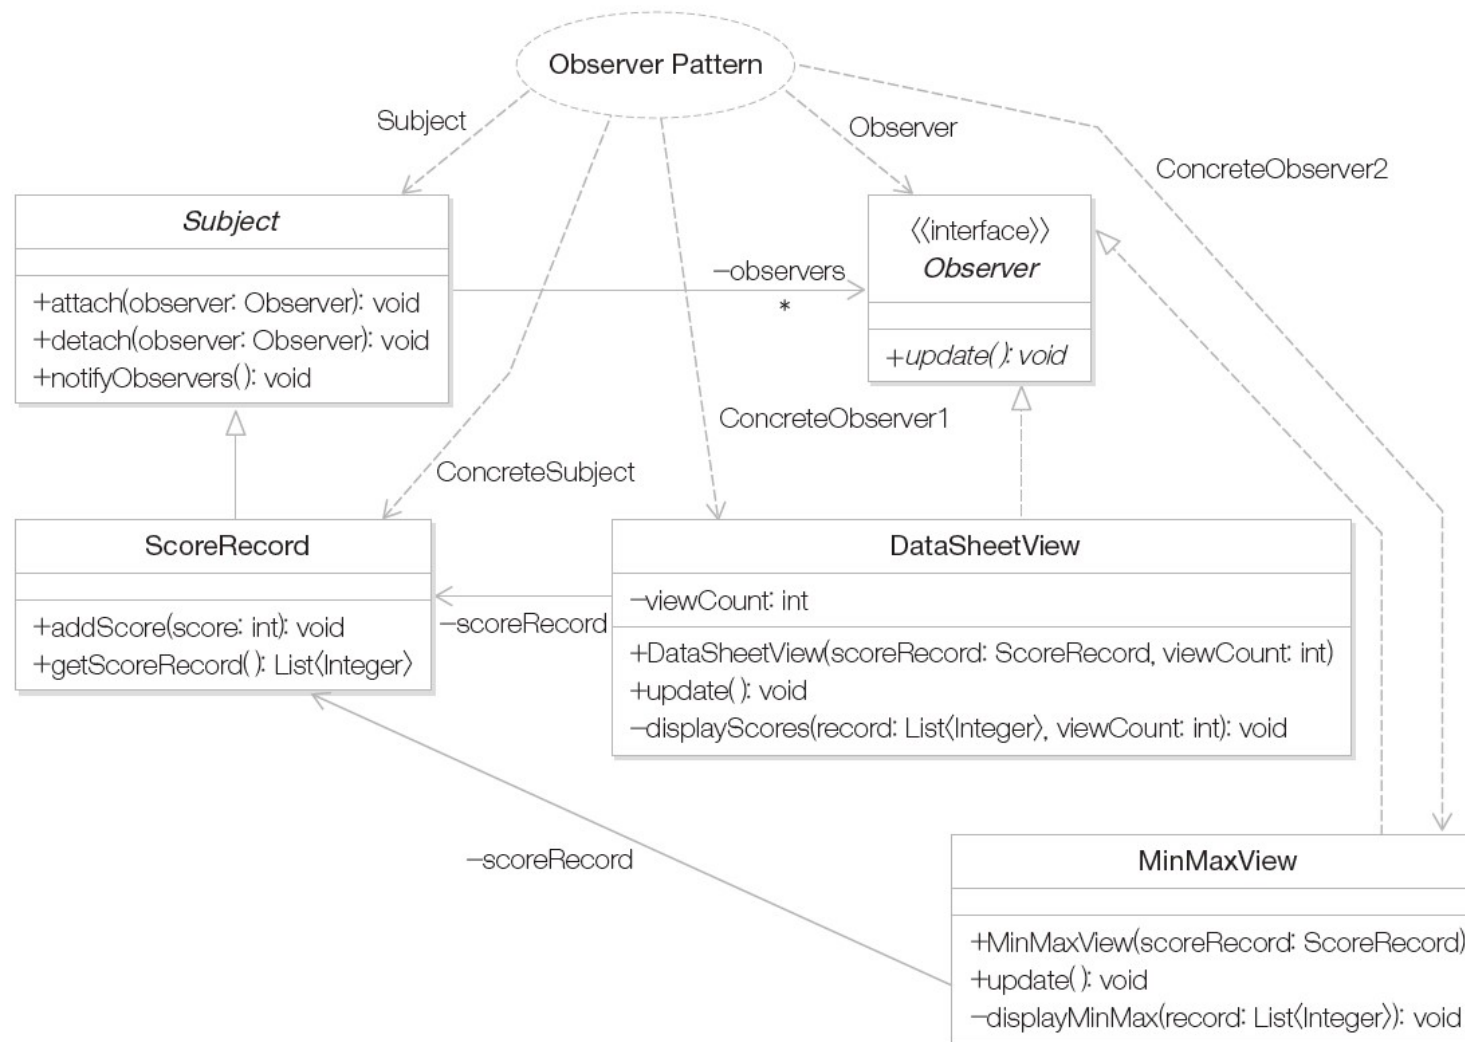 Observer Pattern
Subject
Observer
ConcreteObserver2
Subject
+attach(observer: Observer): void
+detach(observer: Observer): void
+notifyObservers(): void
−observers
*
〈〈interface〉〉
Observer
+update(): void
ConcreteObserver1
ConcreteSubject
ScoreRecord
+addScore(score: int): void
+getScoreRecord(): List〈Integer〉
−scoreRecord
DataSheetView
−viewCount: int
+DataSheetView(scoreRecord: ScoreRecord, viewCount: int)
+update(): void
−displayScores(record: List〈Integer〉, viewCount: int): void
−scoreRecord
MinMaxView
+MinMaxView(scoreRecord: ScoreRecord)
+update(): void
−displayMinMax(record: List〈Integer〉): void